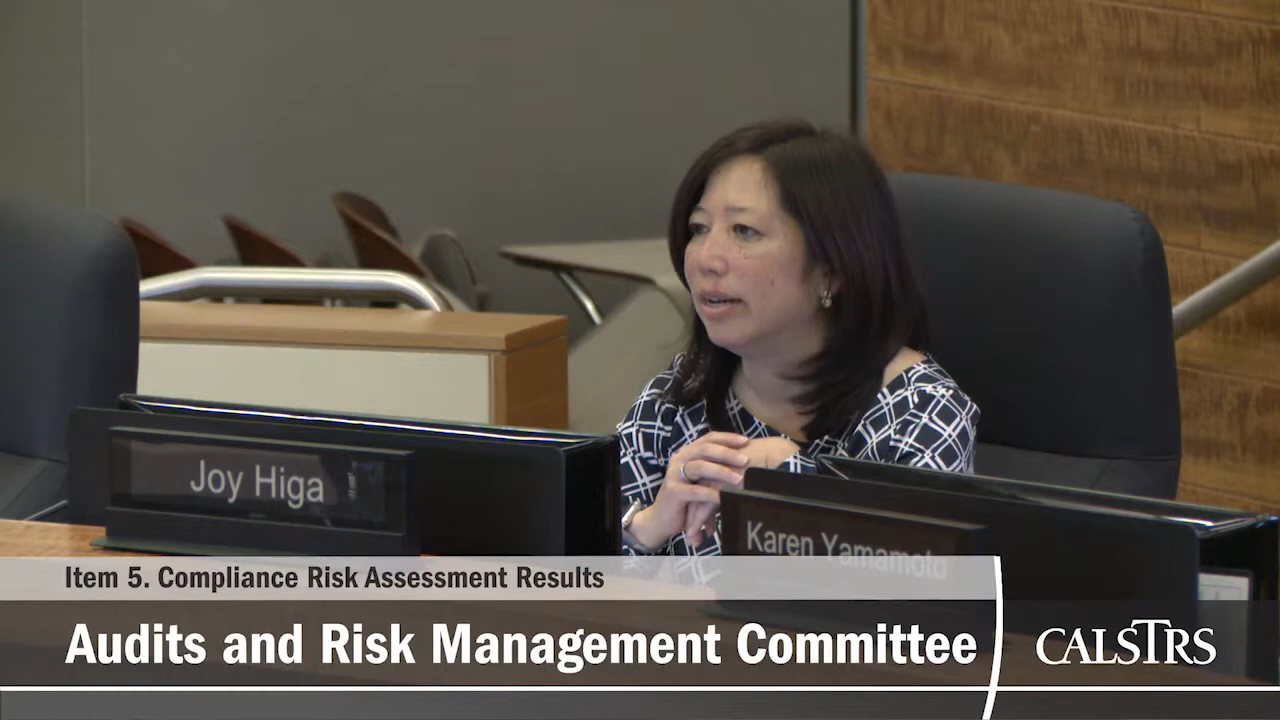 Joy Higa
Karen Yamamoto
Item 5. Compliance Risk Assessment Results
Audits and Risk Management Committee
CALSTRS